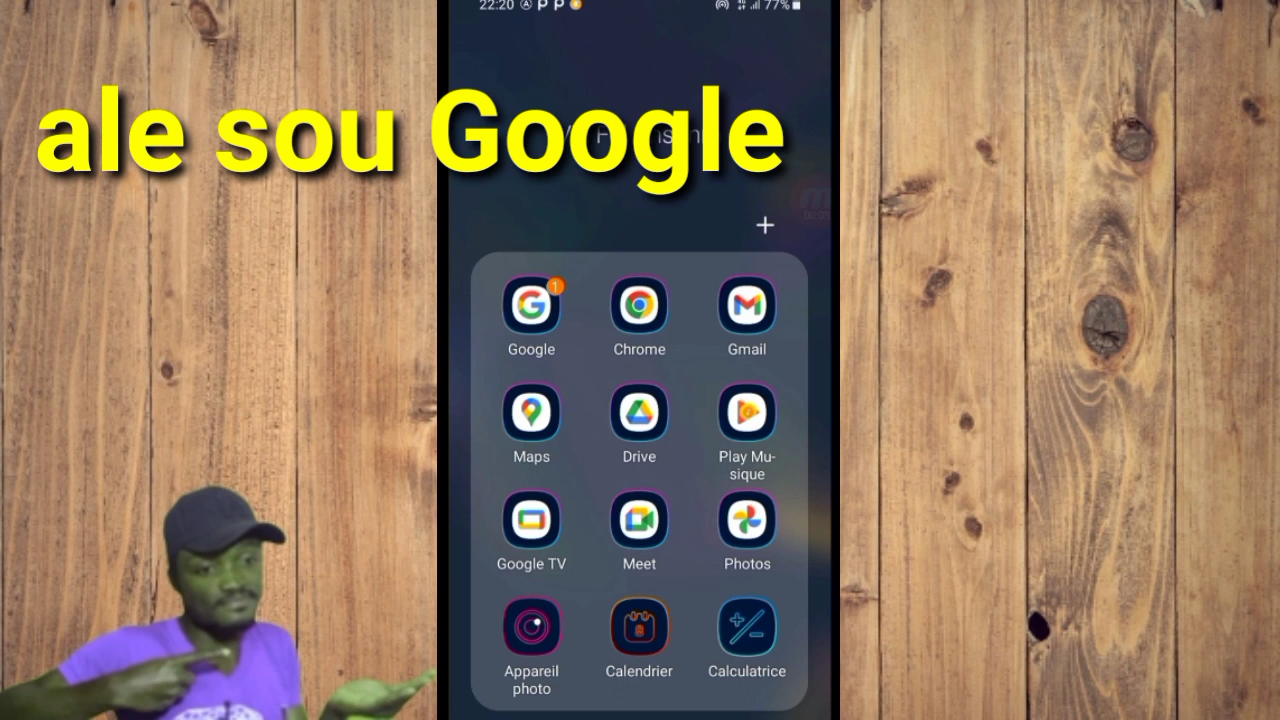 22:20
77%
ale sou Google
+
1
Google Chrome Gmail
Maps Drive Play Mu-
sique
Google TV Meet Photos
Appareil Calendrier Calculatrice
photo